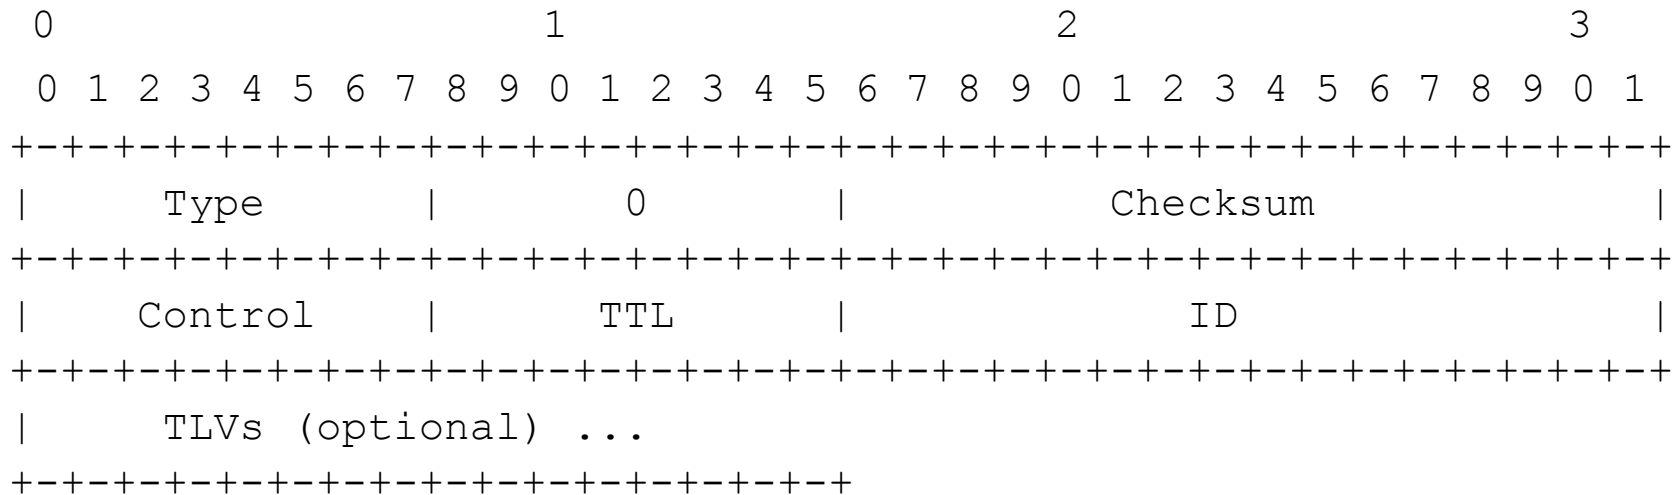 0                   1                   2                   3
 0 1 2 3 4 5 6 7 8 9 0 1 2 3 4 5 6 7 8 9 0 1 2 3 4 5 6 7 8 9 0 1
+-+-+-+-+-+-+-+-+-+-+-+-+-+-+-+-+-+-+-+-+-+-+-+-+-+-+-+-+-+-+-+-+
|     Type      |       0       |          Checksum             |
+-+-+-+-+-+-+-+-+-+-+-+-+-+-+-+-+-+-+-+-+-+-+-+-+-+-+-+-+-+-+-+-+
|    Control    |      TTL      |             ID                |
+-+-+-+-+-+-+-+-+-+-+-+-+-+-+-+-+-+-+-+-+-+-+-+-+-+-+-+-+-+-+-+-+
|     TLVs (optional) ...
+-+-+-+-+-+-+-+-+-+-+-+-+-+-+-+-+